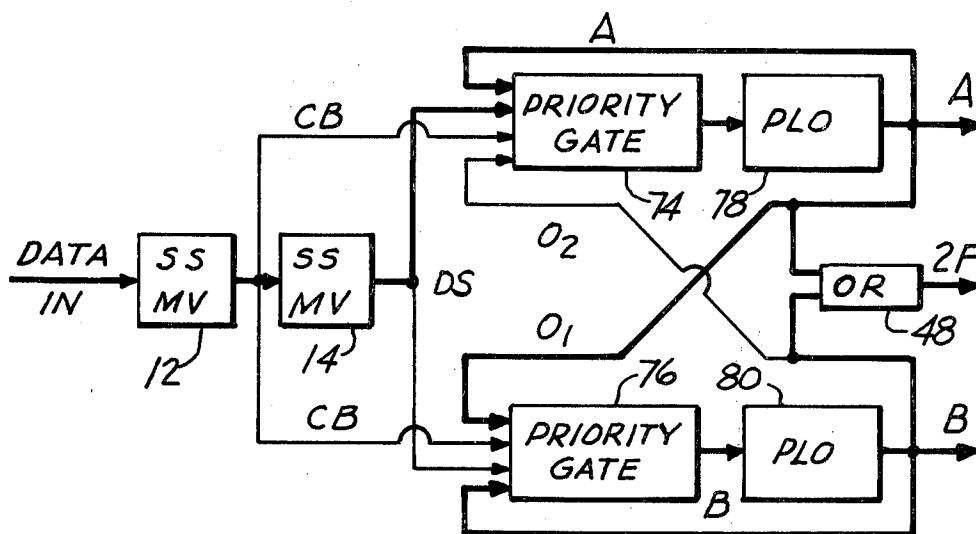 A
PRIORITY
GATE
PLO
A
CB
74
78
O2
DATA
IN
SS
MV
SS
MV
DS
OR
2F
48
12
14
O1
76
80
CB
PRIORITY
GATE
PLO
B
B